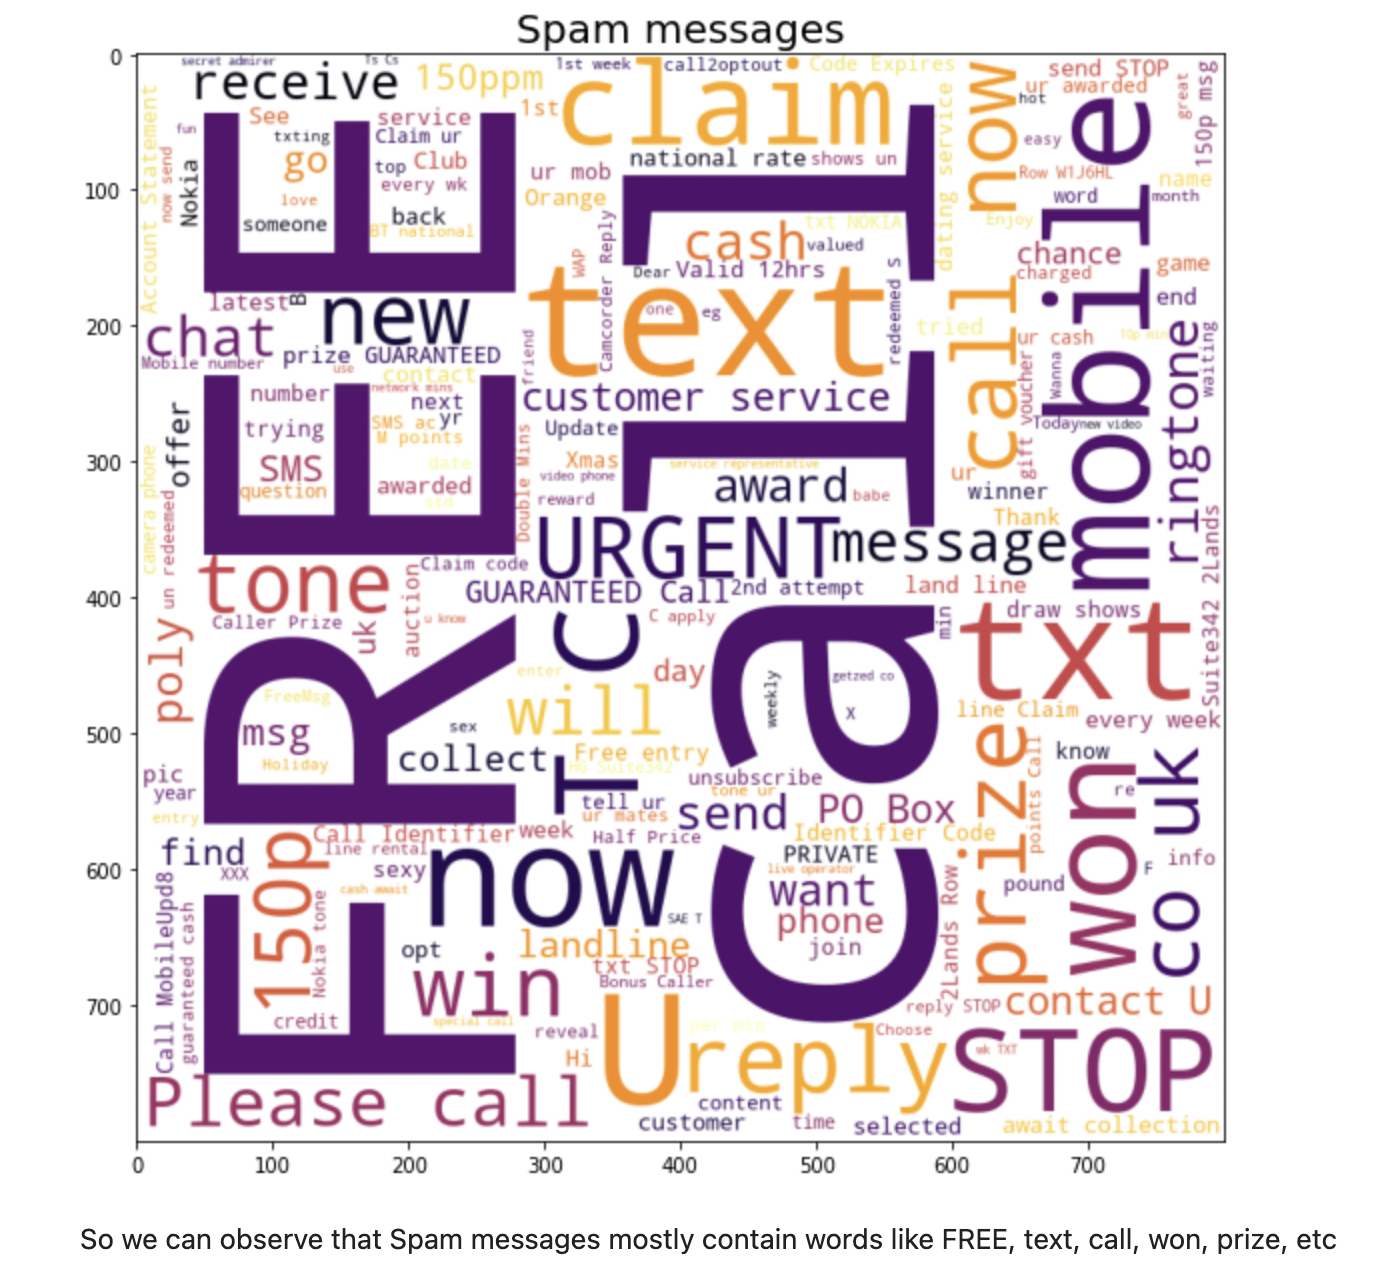 Spam messages
secret admirer
Ts Cs
receive
150ppm
1st week
call2optout
Code Expires
claim
1st
now
send STOP
ur awarded
hot
great
150p msg
mobile
Account Statement
fun
now send
Nokia
FREE
See
txting
go
love
someone
service
Claim ur
top
Club
every wk
back
BT national
national rate
shows un
ur mob
Orange
Camcorder Reply
WAP
cash
txt NOKIA
valued
Dear
Valid 12hrs
redeemed s
dating service
easy
Row W1J6HL
word
month
name
Enjoy
chance
charged
game
end
latest
B
new
chat
Mobile number
prize
GUARANTEED
use
contact
friend
text
one
eg
tried
call
ur cash
10p min
waiting
ringtone
gift voucher
Wanna
Today
new video
number
trying
SMS
question
network mins
next
SMS ac
yr
M points
date
awarded
std
offer
camera phone
un redeemed
Double Mins
customer service
Update
Xmas
service representative
video phone
reward
award
babe
ur
winner
Thank
call
URGENT
message
2Lands
tone
auction
Claim code
GUARANTEED Call
2nd attempt
land line
Caller Prize
uk
u know
C
C apply
min
draw shows
txt
Suite342
poly
FreeMsg
msg
Holiday
enter
day
will
sex
collect
T
Free entry
HG Suite342
weekly
getzed co
X
line Claim
every week
pic
year
entry
tell ur
ur mates
unsubscribe
tone ur
send
PO Box
prize
points Call
know
re
won
co
uk
find
XXX
150p
Call Identifier
line rental
week
sexy
cash await
Half Price
Identifier Code
PRIVATE
live operator
want
phone
join
pound
F
info
Call MobileUpd8
guaranteed cash
Nokia tone
now
SAE T
opt
landline
win
txt STOP
Bonus Caller
2Lands Row
reply STOP
contact U
credit
special call
reveal
Hi
U
per min
reply
Choose
wk TXT
STOP
Please call
content
customer
time
selected
await collection
0
100
200
300
400
500
600
700
0 100 200 300 400 500 600 700
So we can observe that Spam messages mostly contain words like FREE, text, call, won, prize, etc